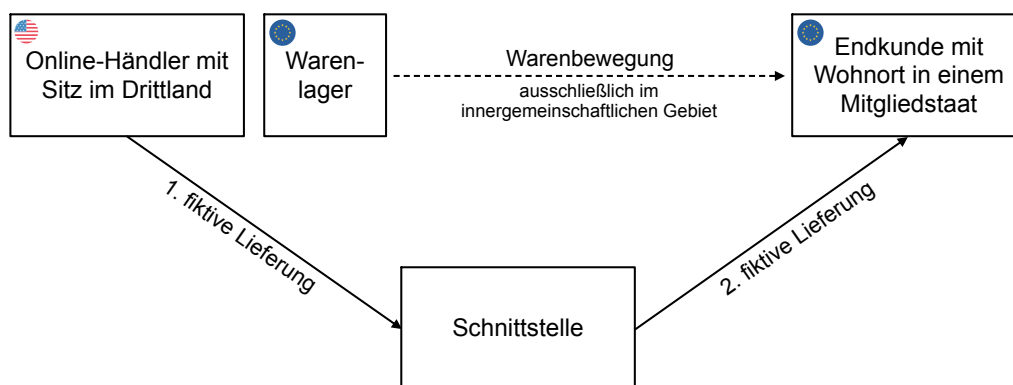 Online-Händler mit
Sitz im Drittland
Waren-
lager
Warenbewegung
ausschließlich im
innergemeinschaftlichen Gebiet
Endkunde mit
Wohnort in einem
Mitgliedstaat
1. fiktive Lieferung
2. fiktive Lieferung
Schnittstelle